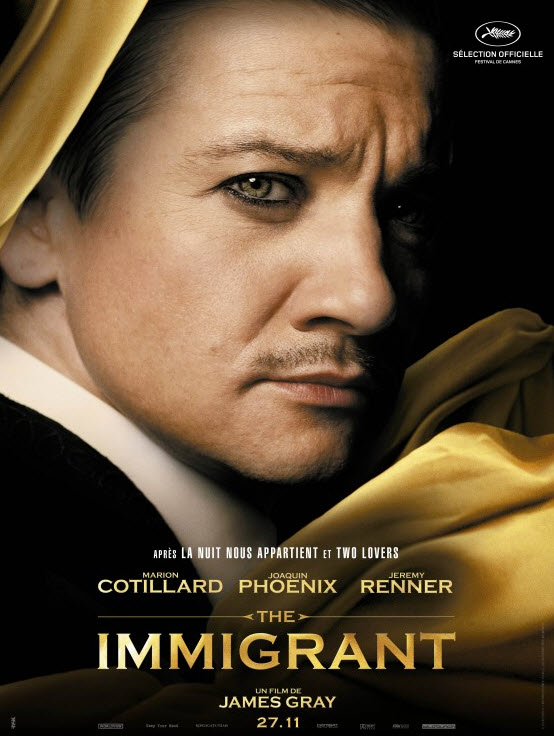 SÉLECTION OFFICIELLE
FESTIVAL DE CANNES
APRÈS LA NUIT NOUS APPARTIENT ET TWO LOVERS
MARION COTILLARD JOAQUIN PHOENIX JEREMY RENNER
THE
IMMIGRANT
UN FILM DE
JAMES GRAY
27.11